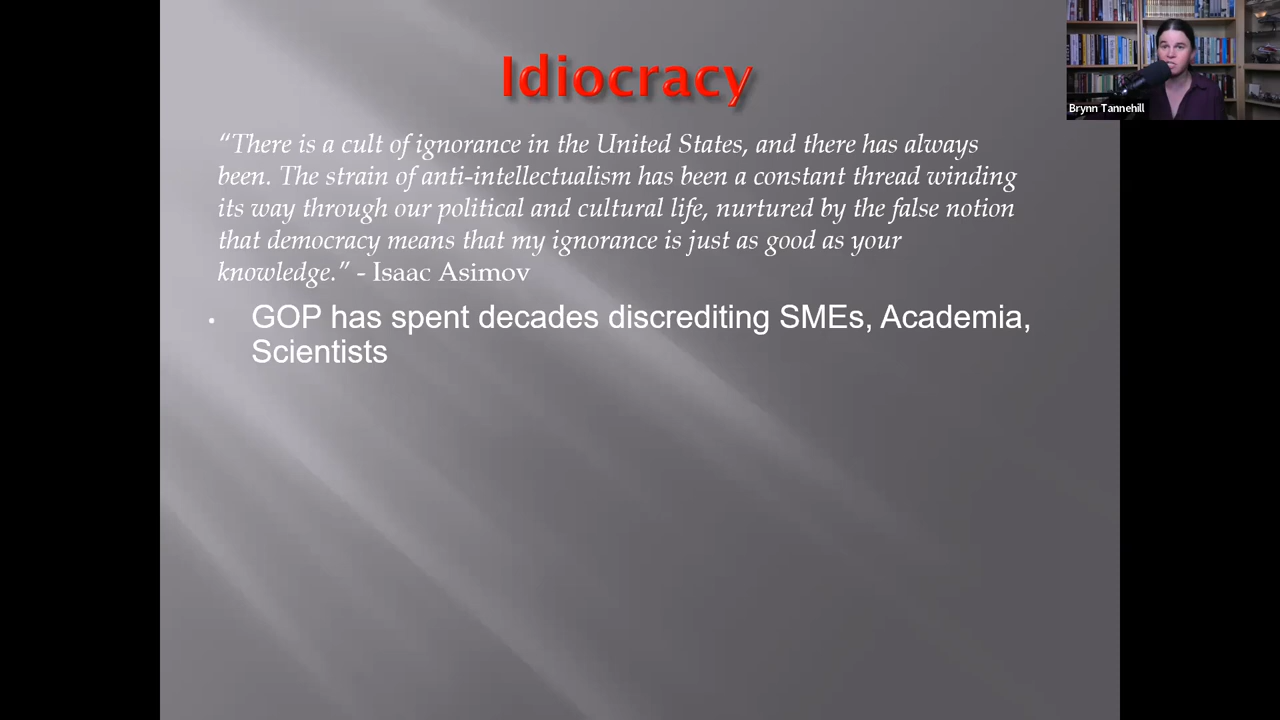 Idiocracy
Brynn Tannehill
“There is a cult of ignorance in the United States, and there has always
been. The strain of anti-intellectualism has been a constant thread winding
its way through our political and cultural life, nurtured by the false notion
that democracy means that my ignorance is just as good as your
knowledge.” - Isaac Asimov
• GOP has spent decades discrediting SMEs, Academia,
Scientists